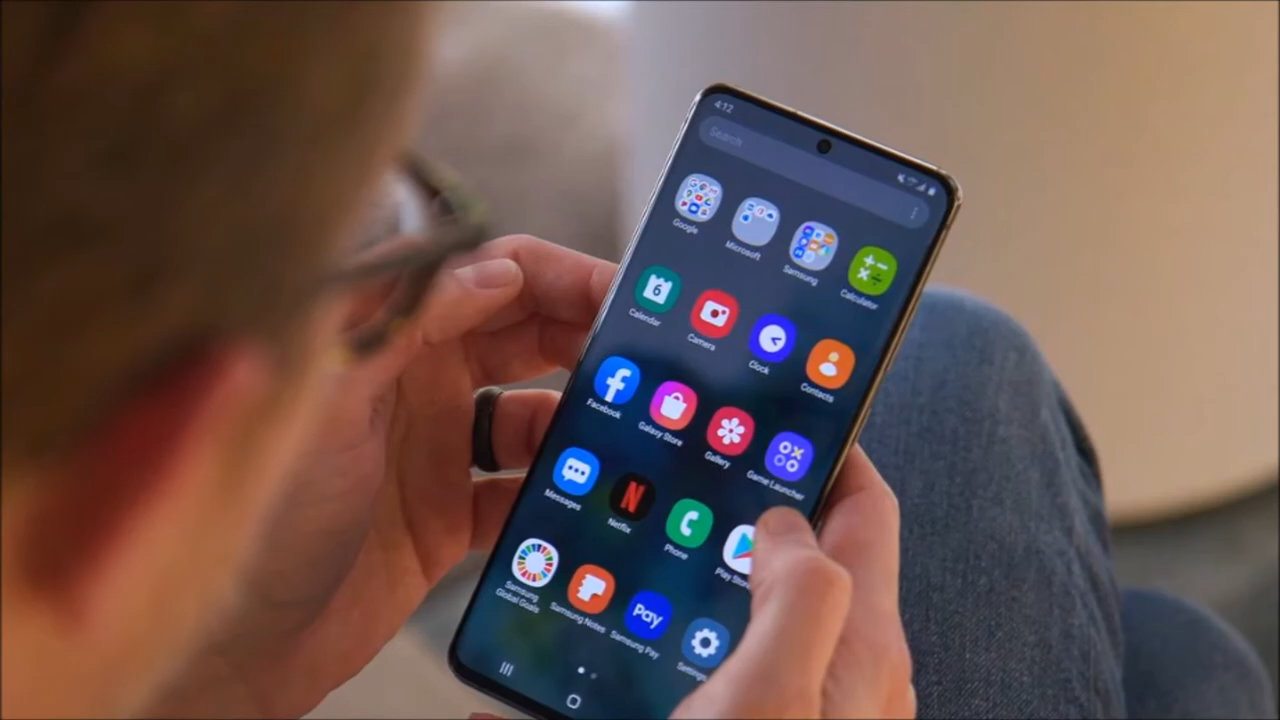 4:12
Search
Google
Microsoft
Samsung
Calculator
6
Calendar
Camera
Clock
Contacts
Facebook
Galaxy Store
Gallery
Game Launcher
Messages
N
Netflix
Phone
Play Store
Samsung
Global Goals
Samsung Notes
Pay
Samsung Pay
Settings